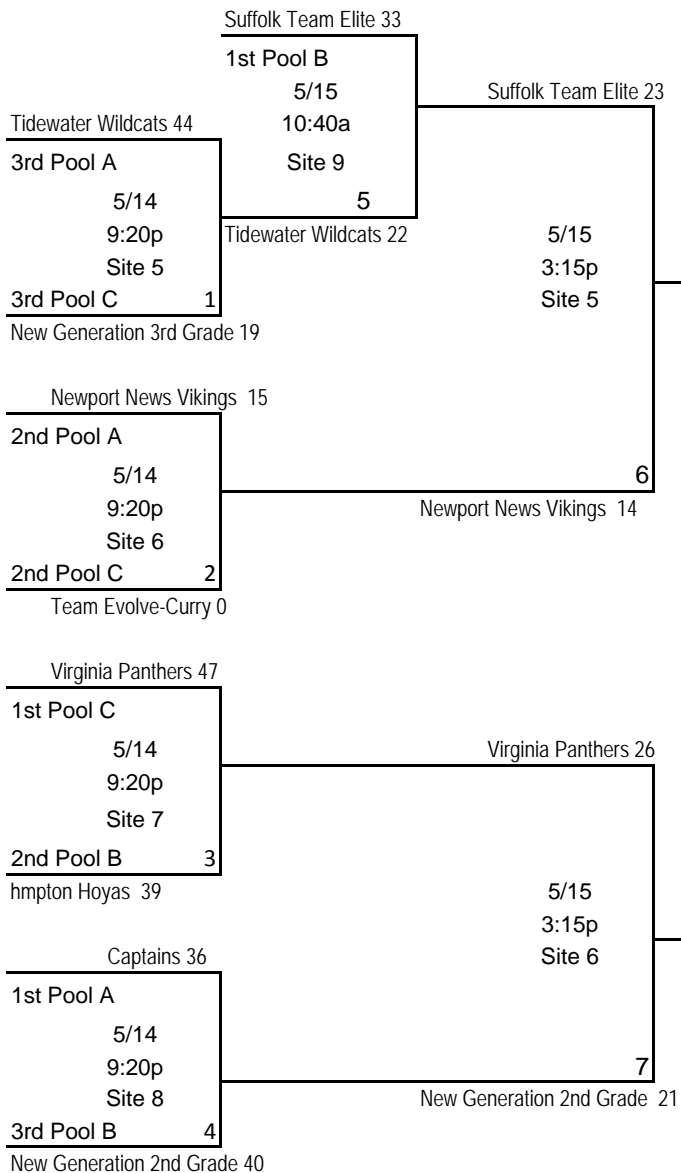 Suffolk Team Elite 33
1st Pool B
5/15
10:40a
Site 9
5
Tidewater Wildcats 22
Tidewater Wildcats 44
3rd Pool A
5/14
9:20p
Site 5
3rd Pool C 1
New Generation 3rd Grade 19
Suffolk Team Elite 23
5/15
3:15p
Site 5
6
Newport News Vikings 14
Newport News Vikings 15
2nd Pool A
5/14
9:20p
Site 6
2nd Pool C 2
Team Evolve-Curry 0
Virginia Panthers 47
1st Pool C
5/14
9:20p
Site 7
2nd Pool B 3
hmpton Hoyas 39
Virginia Panthers 26
5/15
3:15p
Site 6
7
New Generation 2nd Grade 21
Captains 36
1st Pool A
5/14
9:20p
Site 8
3rd Pool B 4
New Generation 2nd Grade 40